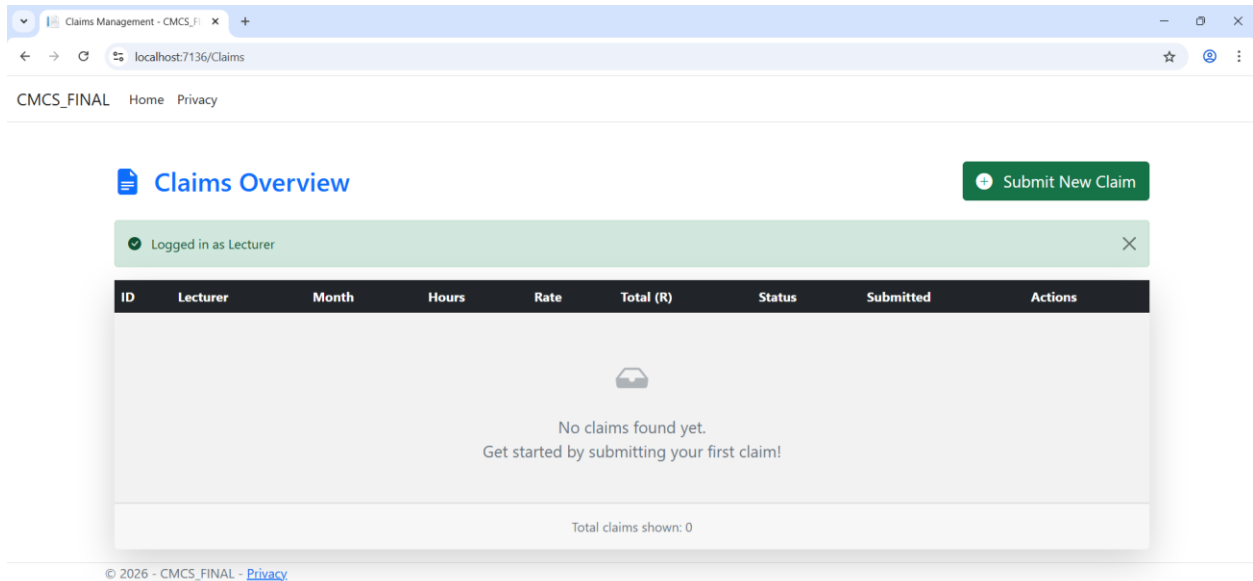 Claims Management - CMCS_FI
localhost:7136/Claims
CMCS_FINAL Home Privacy
Claims Overview
Submit New Claim
Logged in as Lecturer
ID Lecturer Month Hours Rate Total (R) Status Submitted Actions
No claims found yet.
Get started by submitting your first claim!
Total claims shown: 0
© 2026 - CMCS_FINAL - Privacy